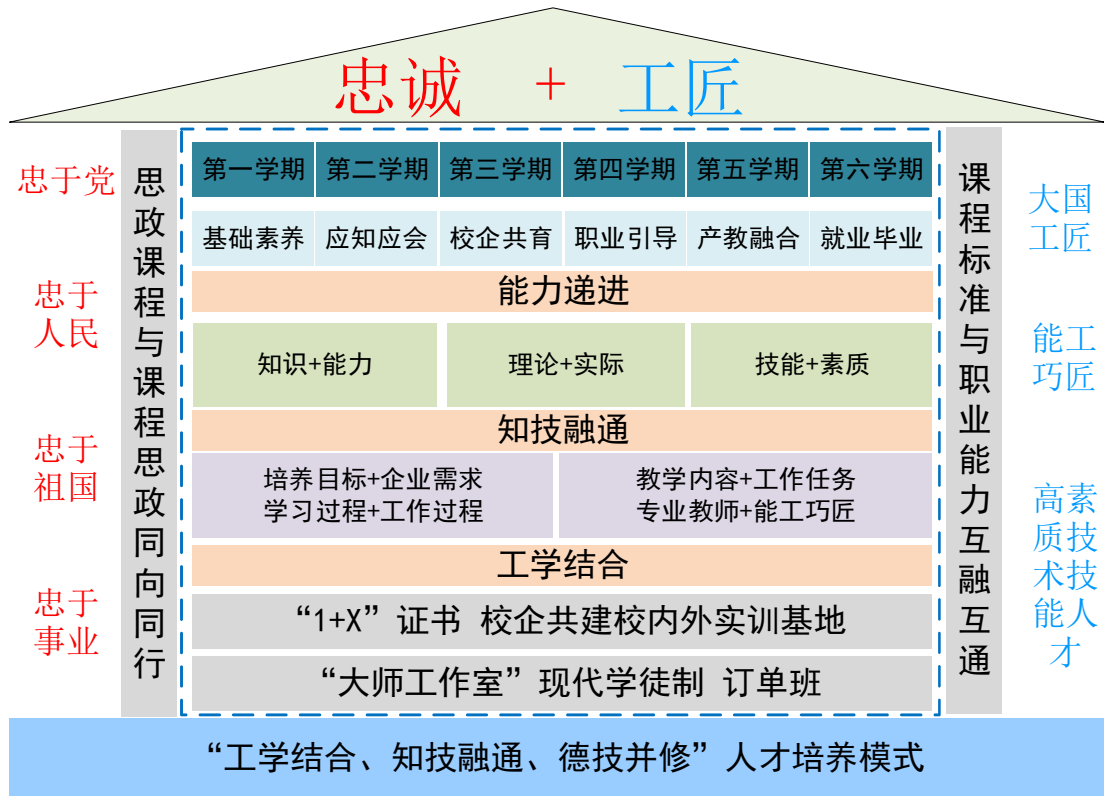 忠诚 + 工匠
忠于党
忠于
人民
忠于
祖国
忠于
事业
思政课程与课程思政同向同行
第一学期 第二学期 第三学期 第四学期 第五学期 第六学期
基础素养 应知应会 校企共育 职业引导 产教融合 就业毕业
能力递进
知识+能力 理论+实际 技能+素质
知技融通
培养目标+企业需求
学习过程+工作过程
教学内容+工作任务
专业教师+能工巧匠
工学结合
“1+X”证书 校企共建校内外实训基地
“大师工作室”现代学徒制 订单班
课程标准与职业能力互融互通
大国
工匠
能工
巧匠
高素
质技
术技
能人
才
“工学结合、知技融通、德技并修”人才培养模式